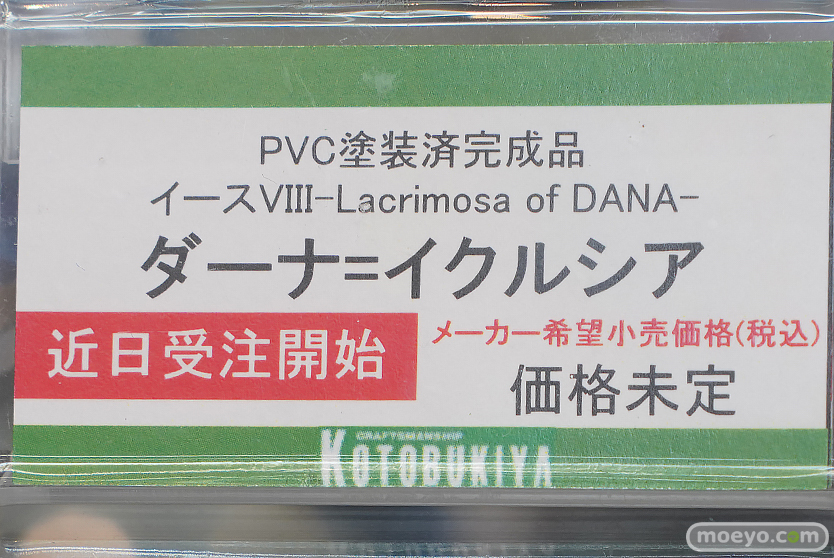 PVC塗装済完成品
イースVIII-Lacrimosa of DANA-
ダーナ=イクルシア
近日受注開始
メーカー希望小売価格(税込)
価格未定
CRAFTSMANSHIP
KOTOBUKIYA
moeyo.com